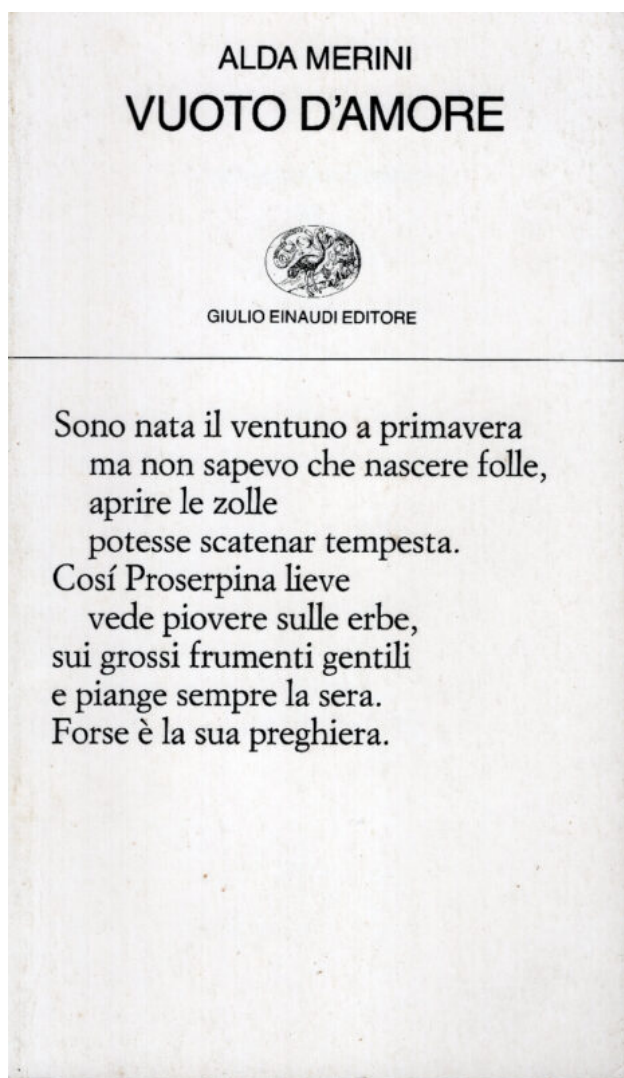 ALDA MERINI
VUOTO D'AMORE
GIULIO EINAUDI EDITORE
Sono nata il ventuno a primavera
ma non sapevo che nascere folle,
aprire le zolle
potesse scatenar tempesta.
Cosí Proserpina lieve
vede piovere sulle erbe,
sui grossi frumenti gentili
e piange sempre la sera.
Forse è la sua preghiera.